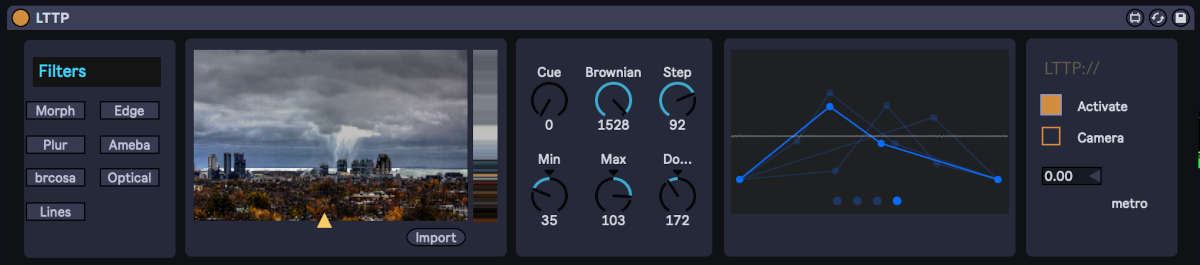 LTTP
Filters
Morph Edge
Plur Ameba
brcosa Optical
Lines
Import
Cue Brownian Step
0 1528 92
Min Max Do...
35 103 172
LTTP://
Activate
Camera
0.00
metro